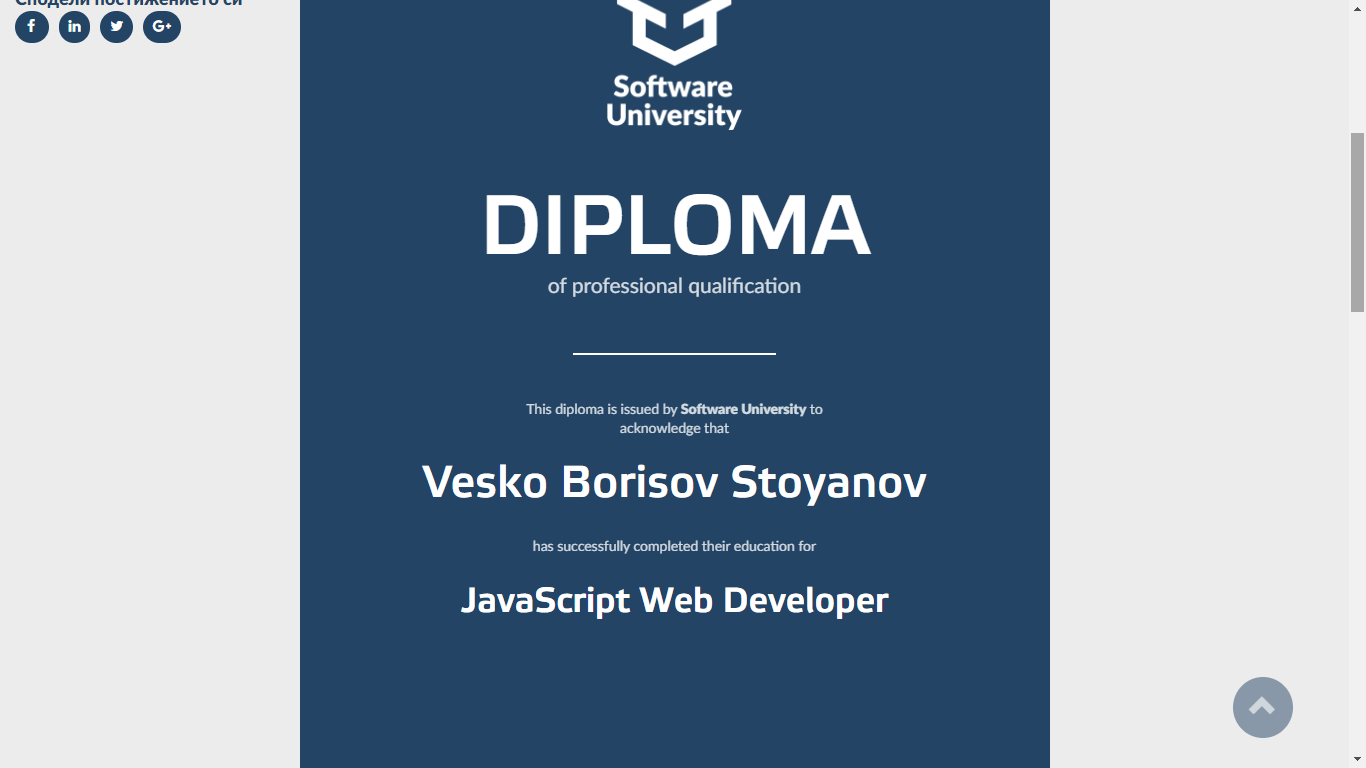 Сподели постижението си
f in G+
Software
University
DIPLOMA
of professional qualification
This diploma is issued by Software University to
acknowledge that
Vesko Borisov Stoyanov
has successfully completed their education for
JavaScript Web Developer